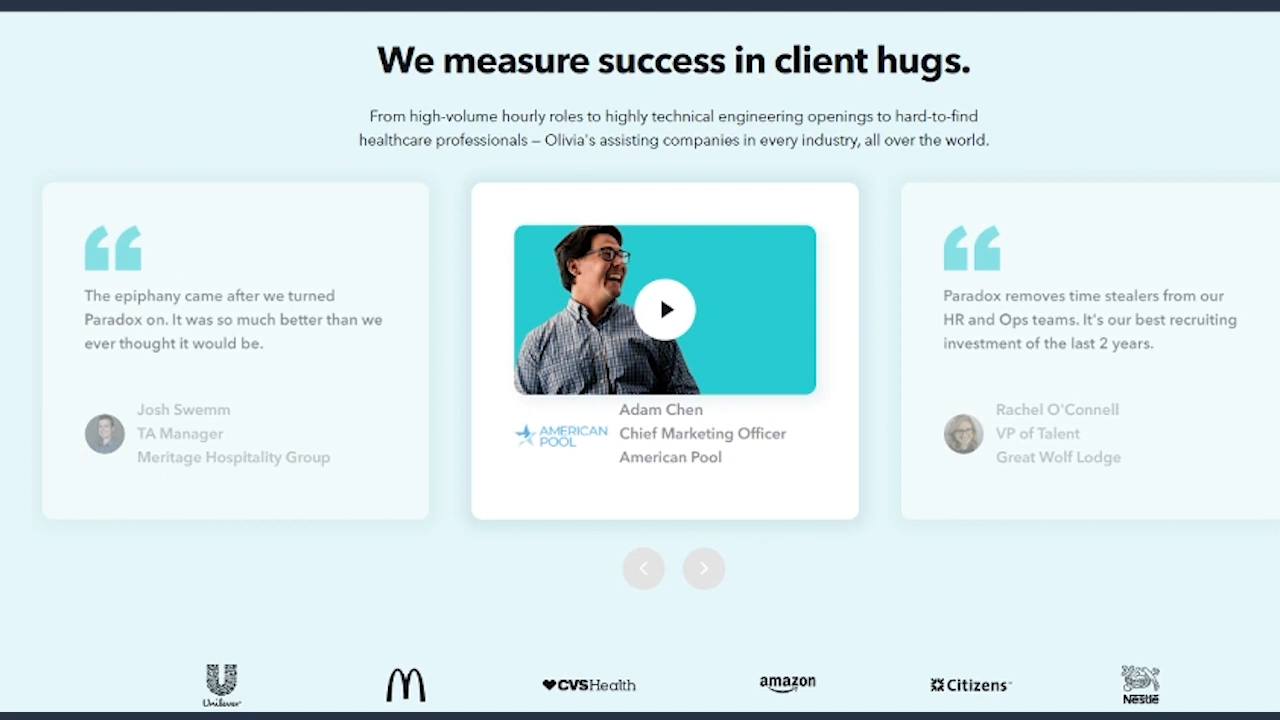 We measure success in client hugs.
From high-volume hourly roles to highly technical engineering openings to hard-to-find
healthcare professionals – Olivia's assisting companies in every industry, all over the world.
The epiphany came after we turned
Paradox on. It was so much better than we
ever thought it would be.
Josh Swemm
TA Manager
Meritage Hospitality Group
AMERICAN
POOL
Adam Chen
Chief Marketing Officer
American Pool
Paradox removes time stealers from our
HR and Ops teams. It's our best recruiting
investment of the last 2 years.
Rachel O'Connell
VP of Talent
Great Wolf Lodge
Unilever
CVSHealth
amazon
Citizens™
Nestlé